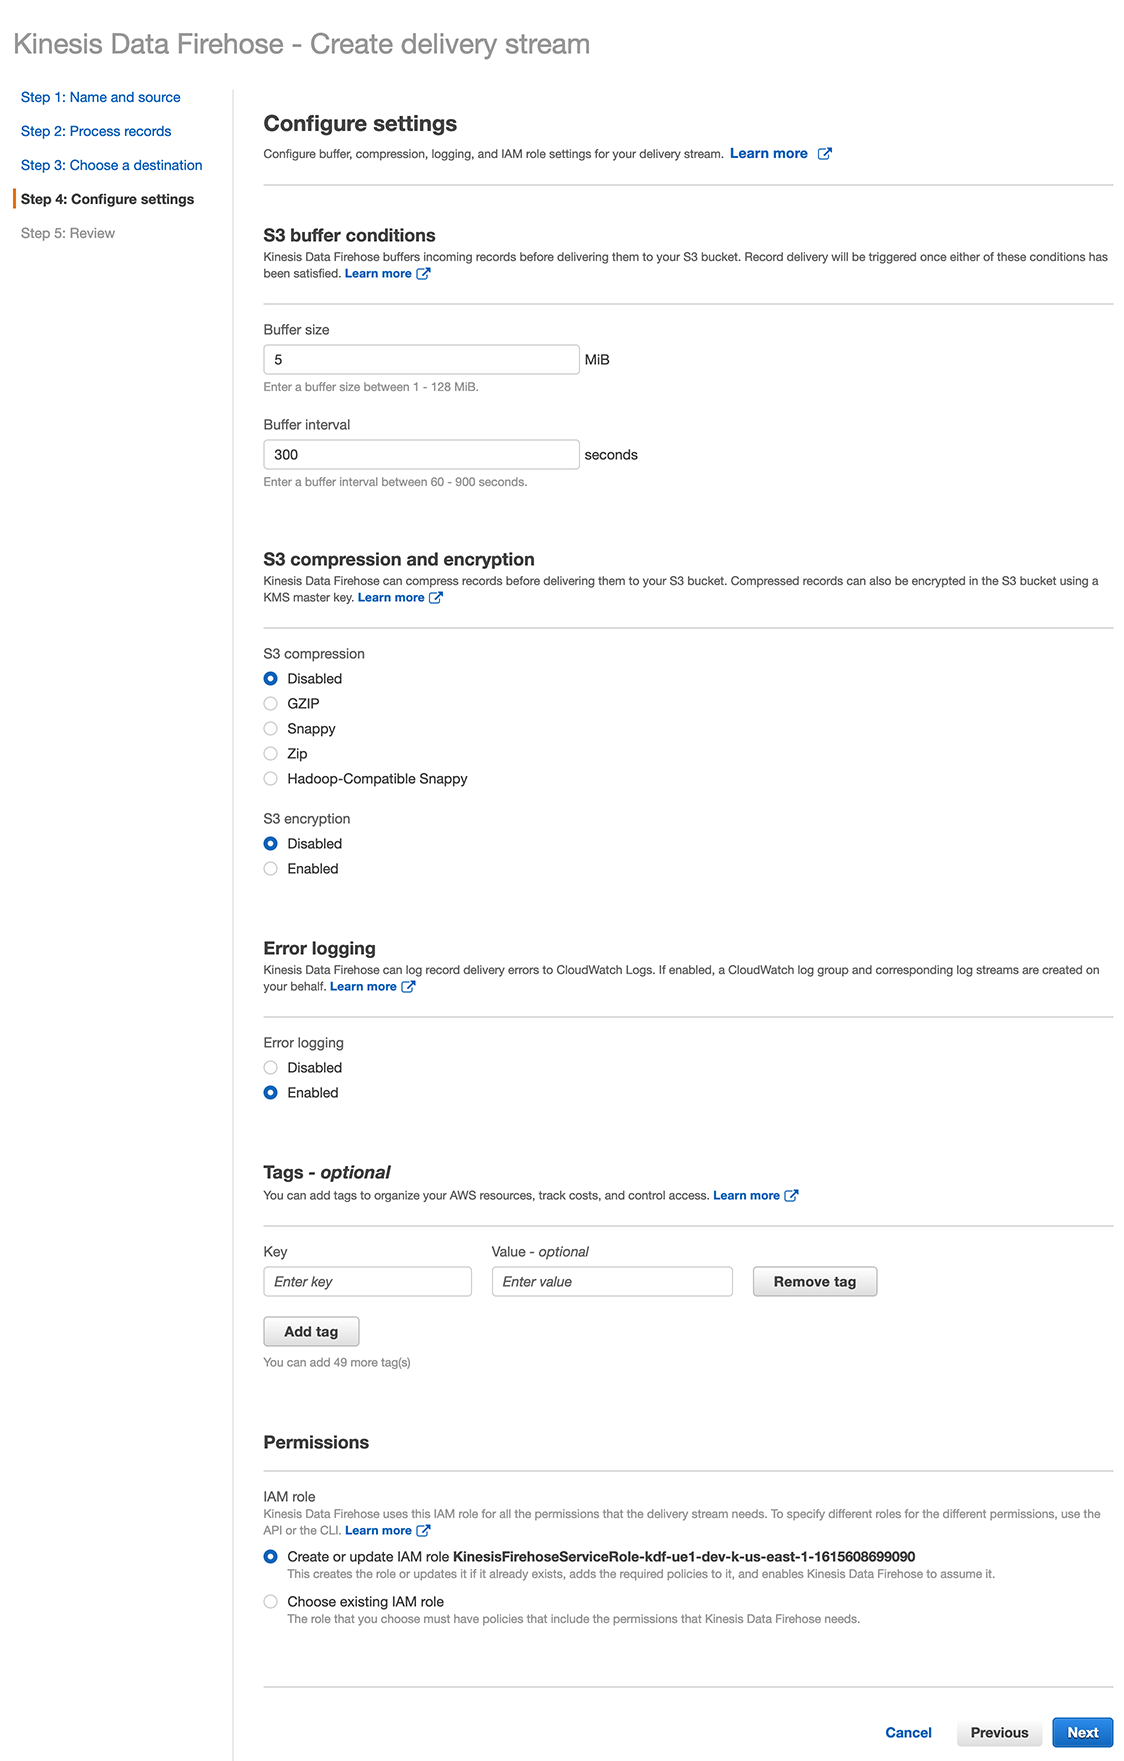 Kinesis Data Firehose - Create delivery stream
Step 1: Name and source
Step 2: Process records
Step 3: Choose a destination
Step 4: Configure settings
Step 5: Review
Configure settings
Configure buffer, compression, logging, and IAM role settings for your delivery stream. Learn more
S3 buffer conditions
Kinesis Data Firehose buffers incoming records before delivering them to your S3 bucket. Record delivery will be triggered once either of these conditions has
been satisfied. Learn more
Buffer size
5 MiB
Enter a buffer size between 1 - 128 MiB.
Buffer interval
300 seconds
Enter a buffer interval between 60 - 900 seconds.
S3 compression and encryption
Kinesis Data Firehose can compress records before delivering them to your S3 bucket. Compressed records can also be encrypted in the S3 bucket using a
KMS master key. Learn more
S3 compression
Disabled
GZIP
Snappy
Zip
Hadoop-Compatible Snappy
S3 encryption
Disabled
Enabled
Error logging
Kinesis Data Firehose can log record delivery errors to CloudWatch Logs. If enabled, a CloudWatch log group and corresponding log streams are created on
your behalf. Learn more
Error logging
Disabled
Enabled
Tags - optional
You can add tags to organize your AWS resources, track costs, and control access. Learn more
Key Value - optional
Enter key Enter value Remove tag
Add tag
You can add 49 more tag(s)
Permissions
IAM role
Kinesis Data Firehose uses this IAM role for all the permissions that the delivery stream needs. To specify different roles for the different permissions, use the
API or the CLI. Learn more
Create or update IAM role KinesisFirehoseServiceRole-kdf-ue1-dev-k-us-east-1-1615608699090
This creates the role or updates it if it already exists, adds the required policies to it, and enables Kinesis Data Firehose to assume it.
Choose existing IAM role
The role that you choose must have policies that include the permissions that Kinesis Data Firehose needs.
Cancel Previous Next